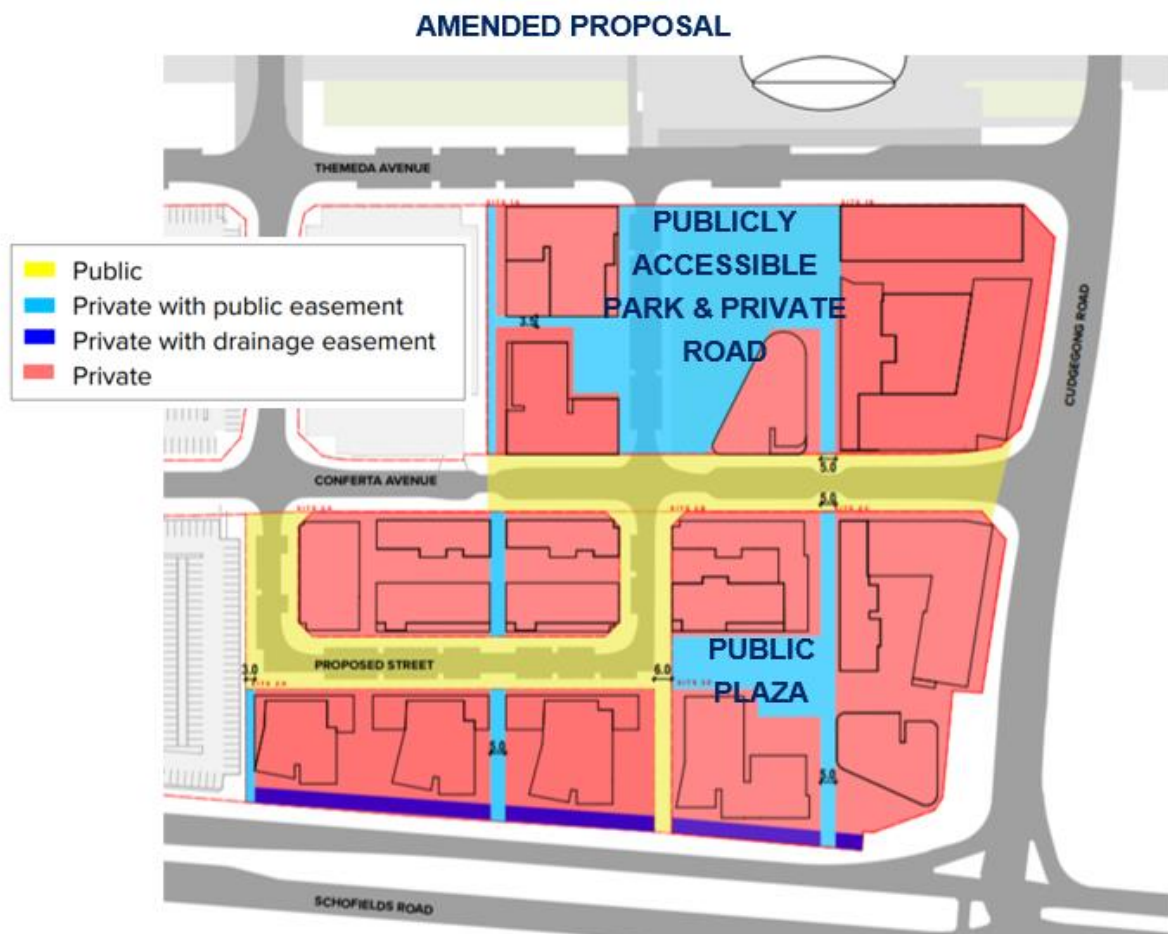 AMENDED PROPOSAL
THEMEDA AVENUE
PUBLICLY
ACCESSIBLE
PARK & PRIVATE
ROAD
Public
Private with public easement
Private with drainage easement
Private
3.5
CUDGEGONG ROAD
5.0
CONFERTA AVENUE
5.0
PROPOSED STREET
3.0
6.0
PUBLIC
PLAZA
5.0
5.0
SCHOFIELDS ROAD